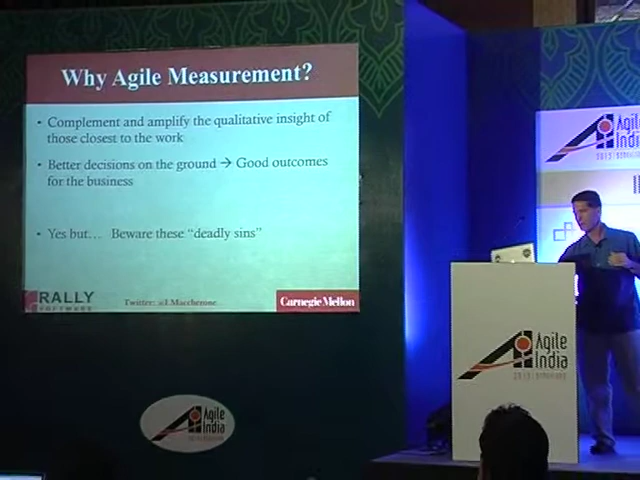 Why Agile Measurement?
• Complement and amplify the qualitative insight of
those closest to the work
• Better decisions on the ground → Good outcomes
for the business
• Yes but… Beware these “deadly sins”
RALLY
SOFTWARE
Twitter: @LMaccherone
Carnegie Mellon
Agile
India
Agile
India
Agile
India